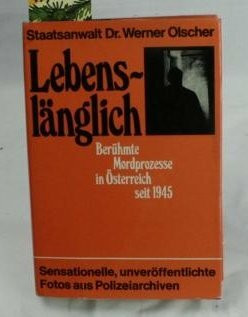 Staatsanwalt Dr. Werner Olscher
Lebens-
länglich
Berühmte
Mordprozesse
in Österreich
seit 1945
Sensationelle, unveröffentlichte
Fotos aus Polizeiarchiven